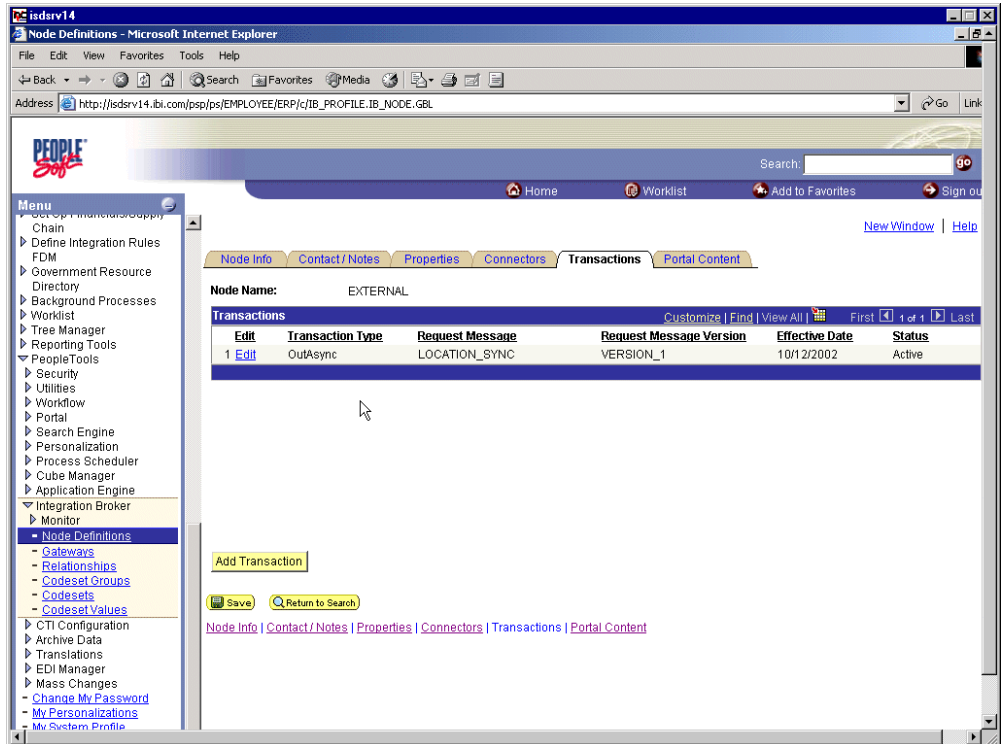 isdsrv14
Node Definitions - Microsoft Internet Explorer
File Edit View Favorites Tools Help
Back Search Favorites Media
Address http://isdsrv14.ibi.com/psp/ps/EMPLOYEE/ERP/c/IB_PROFILE.IB_NODE.GBL Go Link
PEOPLE Soft
Search: go
Home Worklist Add to Favorites Sign ou
Menu
Set Up Financials/Supply
Chain
Define Integration Rules
FDM
Government Resource
Directory
Background Processes
Worklist
Tree Manager
Reporting Tools
PeopleTools
Security
Utilities
Workflow
Portal
Search Engine
Personalization
Process Scheduler
Cube Manager
Application Engine
Integration Broker
Monitor
- Node Definitions
- Gateways
- Relationships
- Codeset Groups
- Codesets
- Codeset Values
CTI Configuration
Archive Data
Translations
EDI Manager
Mass Changes
- Change My Password
- My Personalizations
- My System Profile
New Window | Help
Node Info Contact / Notes Properties Connectors Transactions Portal Content
Node Name: EXTERNAL
Transactions Customize | Find | View All | First 1 of 1 Last
Edit Transaction Type Request Message Request Message Version Effective Date Status
1 Edit OutAsync LOCATION_SYNC VERSION_1 10/12/2002 Active
Add Transaction
Save Return to Search
Node Info | Contact / Notes | Properties | Connectors | Transactions | Portal Content